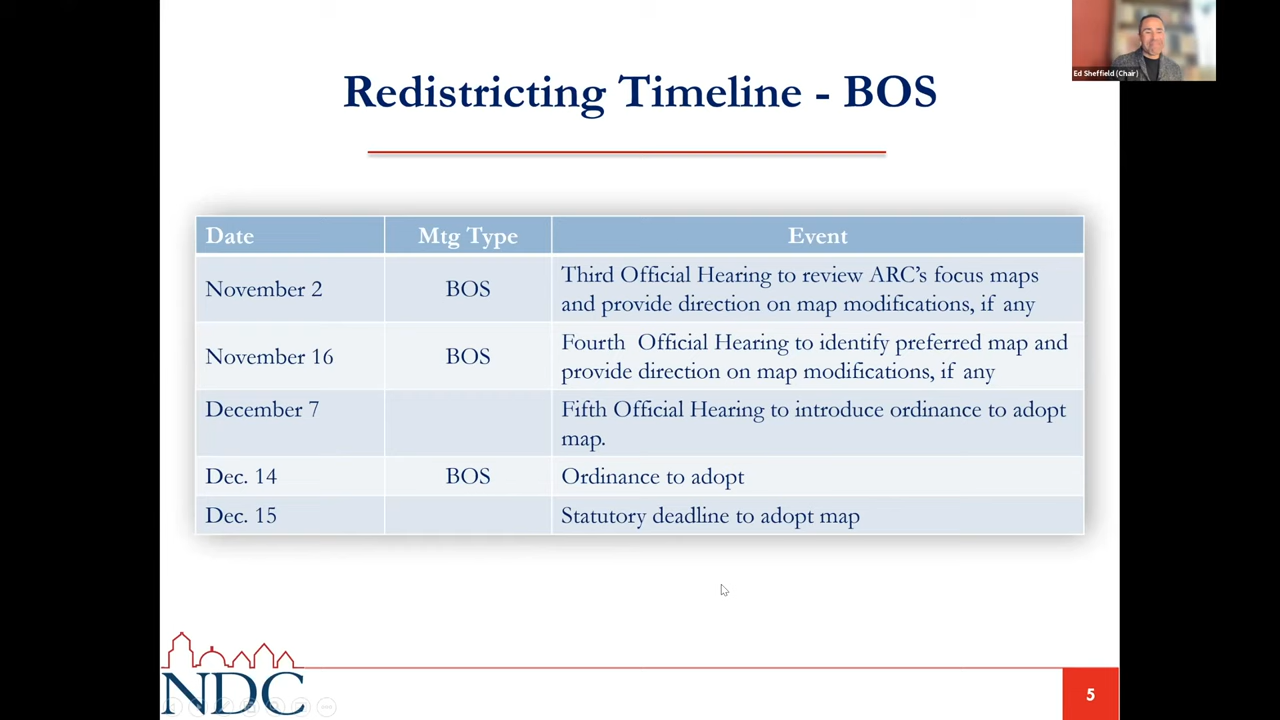 Ed Sheffield (Chair)
Redistricting Timeline - BOS
Date Mtg Type Event
November 2 BOS Third Official Hearing to review ARC's focus maps
and provide direction on map modifications, if any
November 16 BOS Fourth Official Hearing to identify preferred map and
provide direction on map modifications, if any
December 7 Fifth Official Hearing to introduce ordinance to adopt
map.
Dec. 14 BOS Ordinance to adopt
Dec. 15 Statutory deadline to adopt map
NDC
5